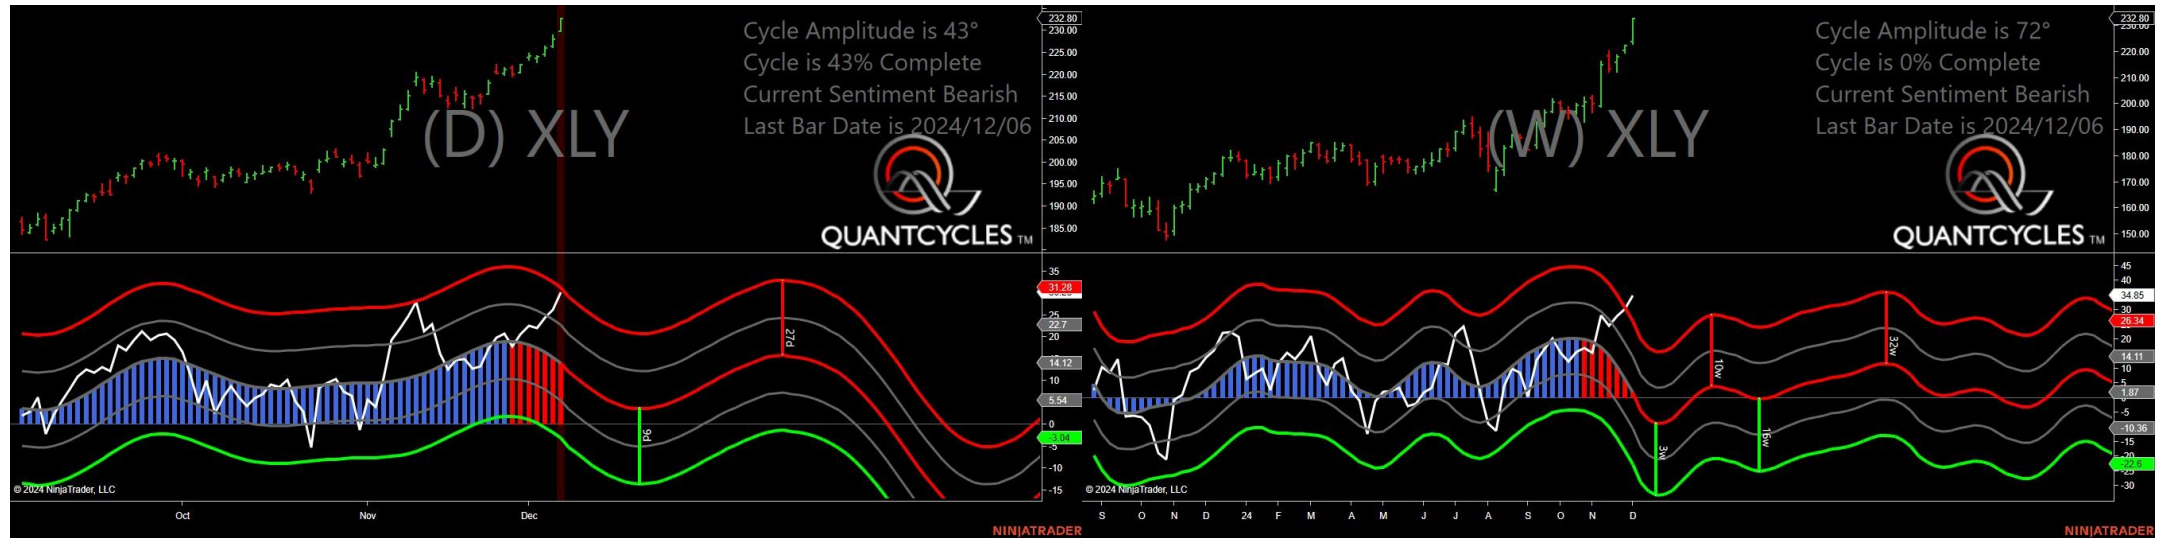 Cycle Amplitude is 43°
Cycle is 43% Complete
Current Sentiment Bearish
Last Bar Date is 2024/12/06
(D) XLY
QUANTCYCLES TM
232.80
230.00
225.00
220.00
215.00
210.00
205.00
200.00
195.00
190.00
185.00
35
31.28
25
22.7
20
14.12
10
5.54
0
-3.04
-5
-10
-15
27d
9d
© 2024 NinjaTrader, LLC
Oct
Nov
Dec
NINJATRADER
Cycle Amplitude is 72°
Cycle is 0% Complete
Current Sentiment Bearish
Last Bar Date is 2024/12/06
(W) XLY
QUANTCYCLES TM
232.80
230.00
220.00
210.00
200.00
190.00
180.00
170.00
160.00
150.00
45
40
34.85
30
26.34
20
14.11
10
5
1.87
-5
-10.36
-15
-22.6
-30
10w
32w
3w
16w
© 2024 NinjaTrader, LLC
S O N D 24 F M A M J J A S O N D
NINJATRADER